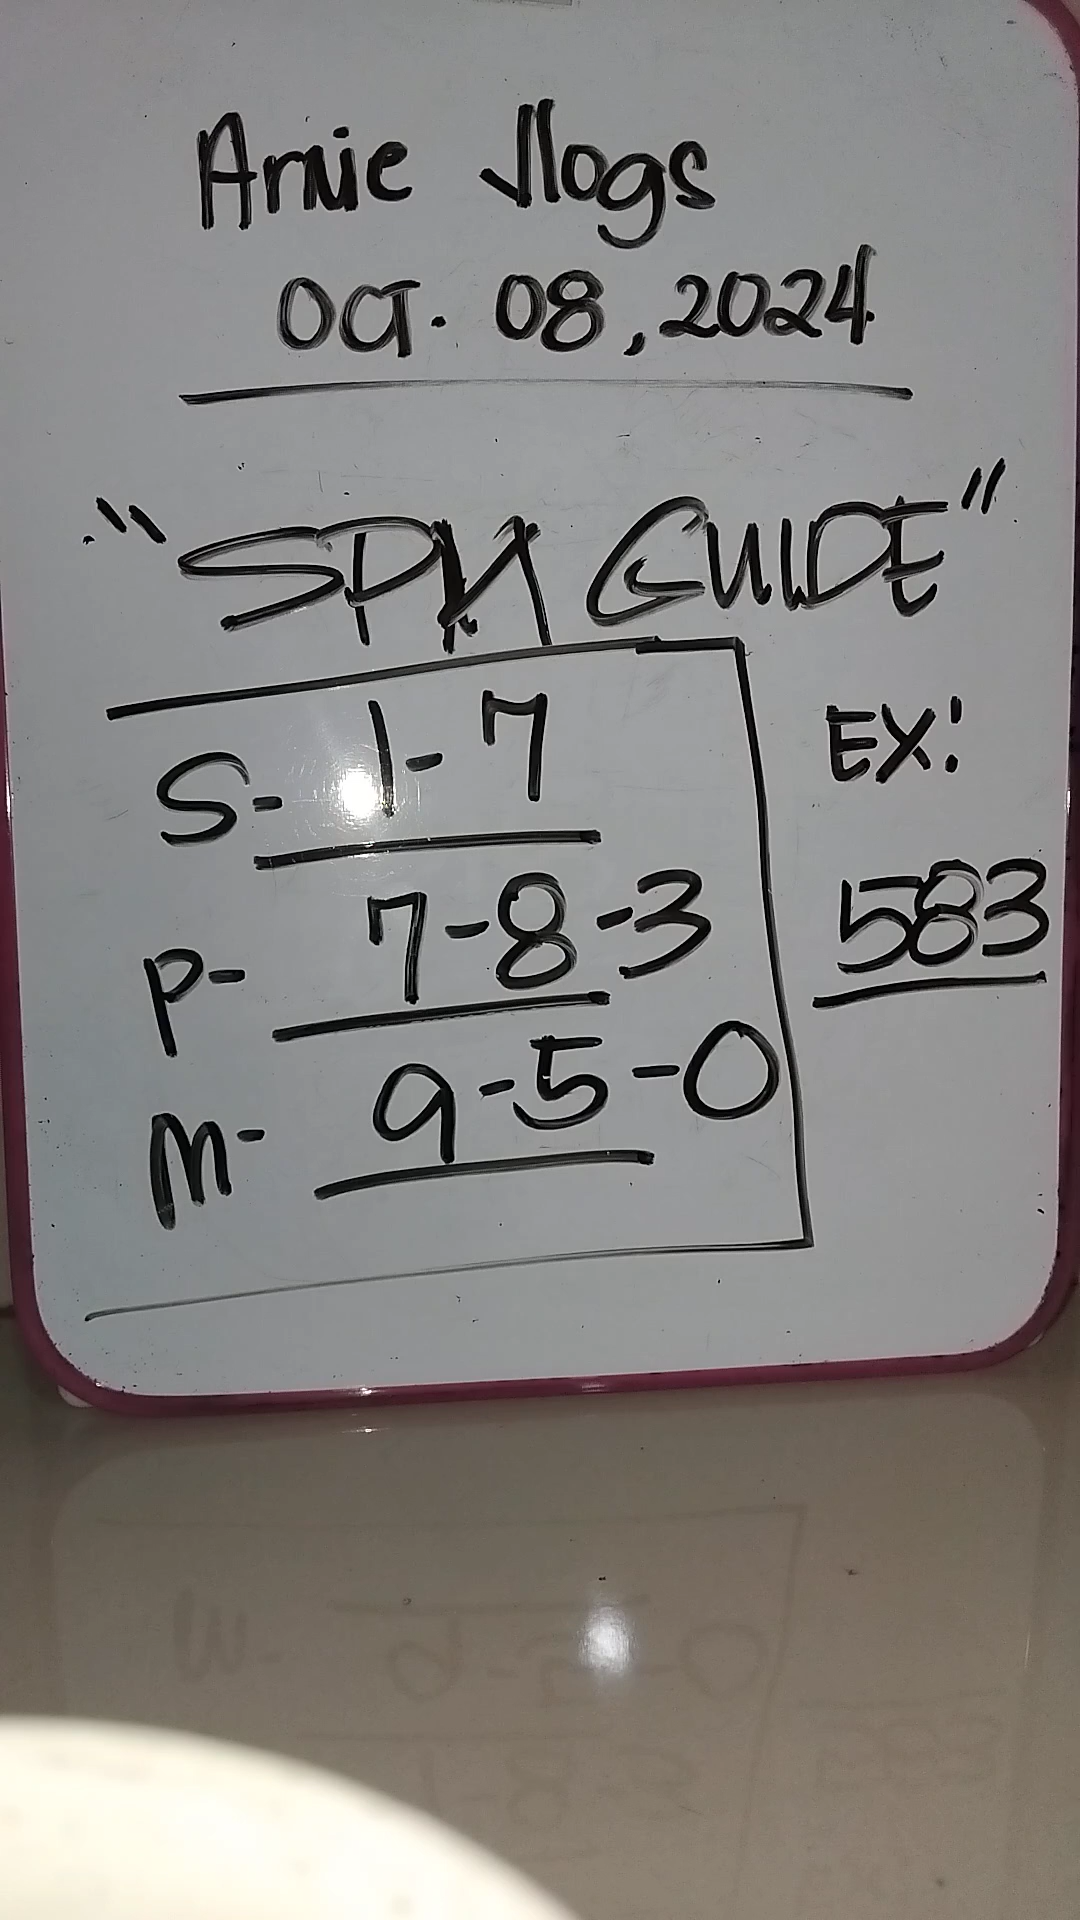 Arnie Vlogs
OCT. 08, 2024
"SPM GUIDE"
S- 1-7
P- 7-8-3
M- 9-5-0
EX:
583